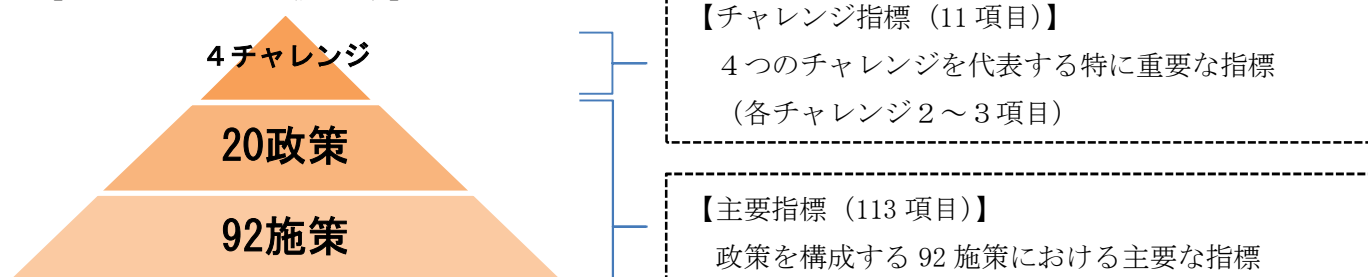 ４チャレンジ
20政策
92施策
【チャレンジ指標（11 項目）】
４つのチャレンジを代表する特に重要な指標
（各チャレンジ２～３項目）
【主要指標（113 項目）】
政策を構成する 92 施策における主要な指標